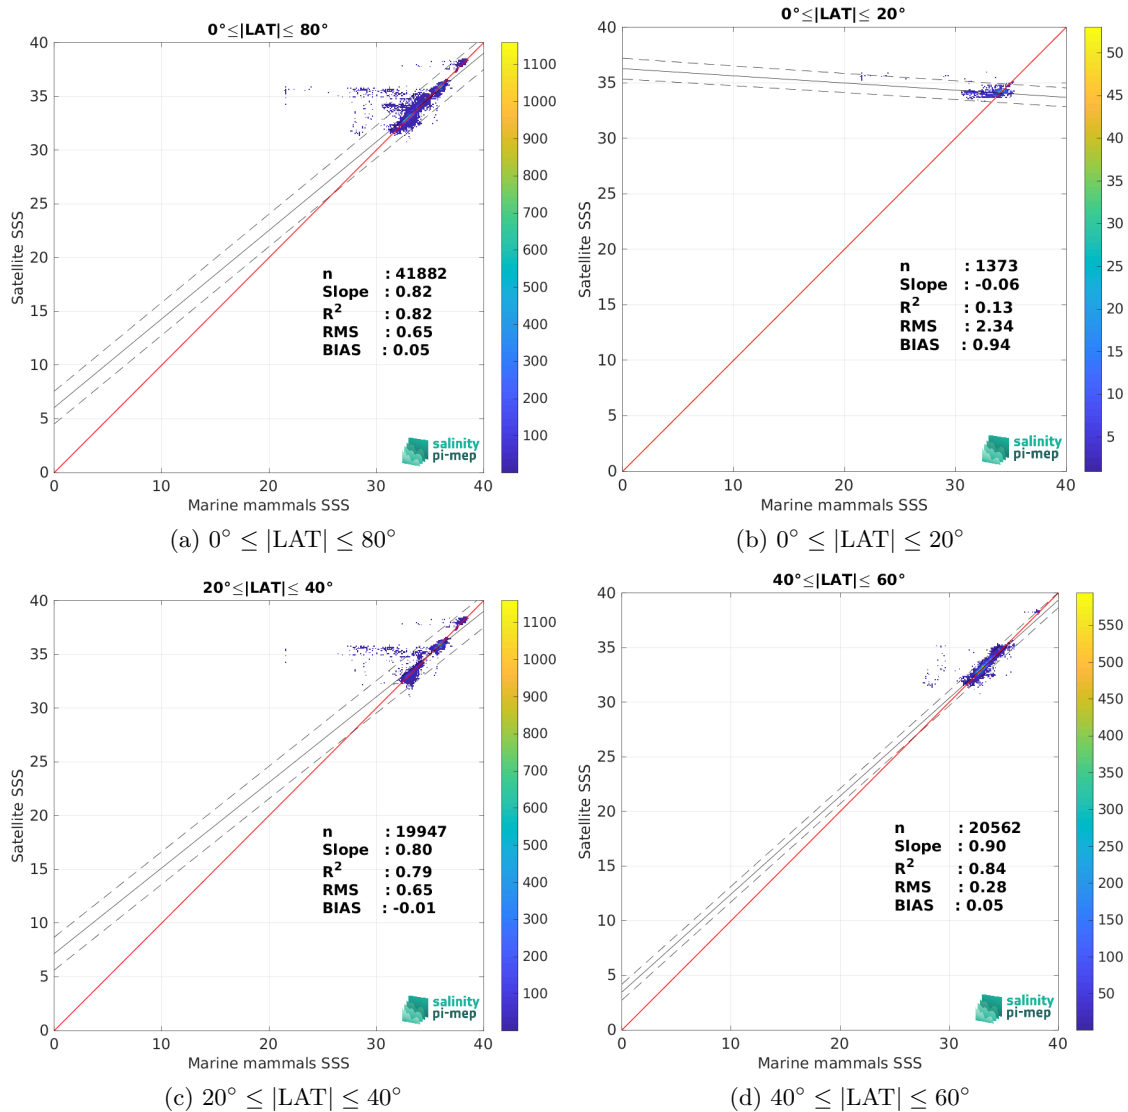 0°≤|LAT|≤ 80°
Satellite SSS
40
35
30
25
20
15
10
5
0
0
10
20
30
40
Marine mammals SSS
n : 41882
Slope : 0.82
R² : 0.82
RMS : 0.65
BIAS : 0.05
salinity
pi-mep
1100
1000
900
800
700
600
500
400
300
200
100
(a) 0° ≤ |LAT| ≤ 80°
0°≤|LAT|≤ 20°
Satellite SSS
40
35
30
25
20
15
10
5
0
0
10
20
30
40
Marine mammals SSS
n : 1373
Slope : -0.06
R² : 0.13
RMS : 2.34
BIAS : 0.94
salinity
pi-mep
50
45
40
35
30
25
20
15
10
5
(b) 0° ≤ |LAT| ≤ 20°
20°≤|LAT|≤ 40°
Satellite SSS
40
35
30
25
20
15
10
5
0
0
10
20
30
40
Marine mammals SSS
n : 19947
Slope : 0.80
R² : 0.79
RMS : 0.65
BIAS : -0.01
salinity
pi-mep
1100
1000
900
800
700
600
500
400
300
200
100
(c) 20° ≤ |LAT| ≤ 40°
40°≤|LAT|≤ 60°
Satellite SSS
40
35
30
25
20
15
10
5
0
0
10
20
30
40
Marine mammals SSS
n : 20562
Slope : 0.90
R² : 0.84
RMS : 0.28
BIAS : 0.05
salinity
pi-mep
550
500
450
400
350
300
250
200
150
100
50
(d) 40° ≤ |LAT| ≤ 60°